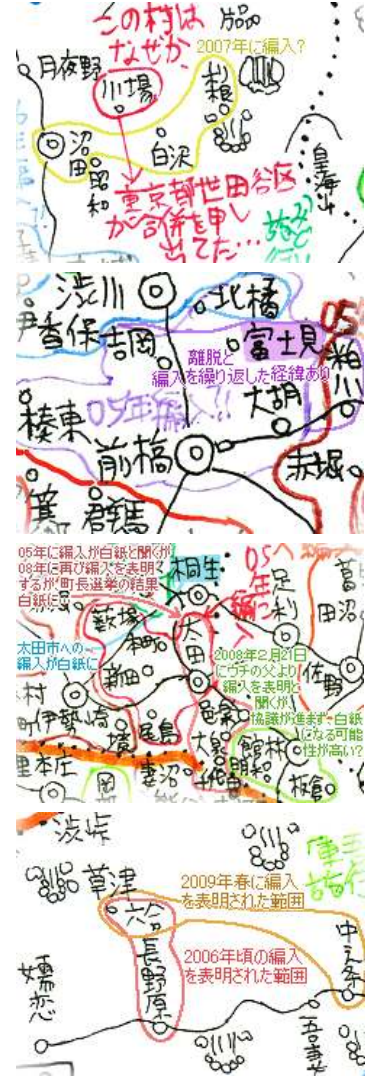 この村は
なぜか
片品
2007年に編入?
月夜野
川場
利根
沼田
昭和
白沢
皇海山
東京都世田谷区
が合併を申し
出てた…
渋川
北橘
伊香保
吉岡
富士見
離脱と
編入を繰り返した経緯あり
粕川
大胡
榛東
05年編入!!
前橋
赤堀
箕
群馬
05年に編入が白紙と聞くが
08年に再び編入を表明
するが町長選挙の結果
白紙に…
桐生
足利
葛
田沼
藪塚
本町
太田
太田市への
編入が白紙に
新田
2008年2月21日
にウチの父より
編入を表明と
聞くが
協議が進まず、白紙
になる可能
性が高い?
佐野
村
伊勢崎
境
尾島
邑楽
大泉
館林
明和
板倉
千代田
里
本庄
岡
妻沼
渋峠
草津
六合
2009年春に編入
を表明された範囲
長野原
2006年頃の編入
を表明された範囲
中之条
嬬恋
吾妻